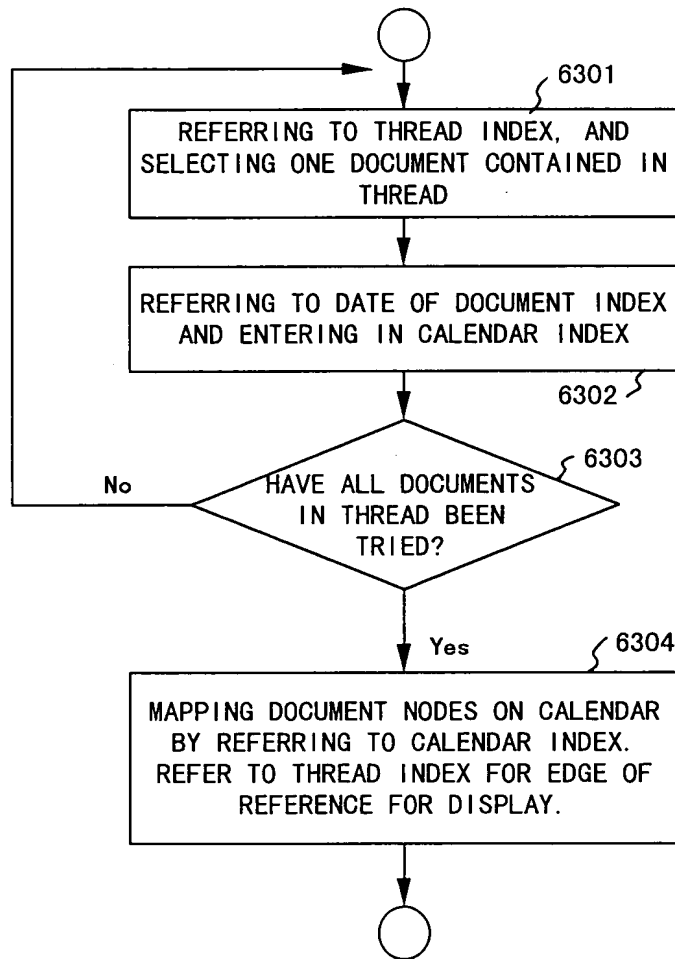 6301
REFERRING TO THREAD INDEX, AND
SELECTING ONE DOCUMENT CONTAINED IN
THREAD
REFERRING TO DATE OF DOCUMENT INDEX
AND ENTERING IN CALENDAR INDEX
6302
6303
No
HAVE ALL DOCUMENTS
IN THREAD BEEN
TRIED?
Yes
6304
MAPPING DOCUMENT NODES ON CALENDAR
BY REFERRING TO CALENDAR INDEX.
REFER TO THREAD INDEX FOR EDGE OF
REFERENCE FOR DISPLAY.